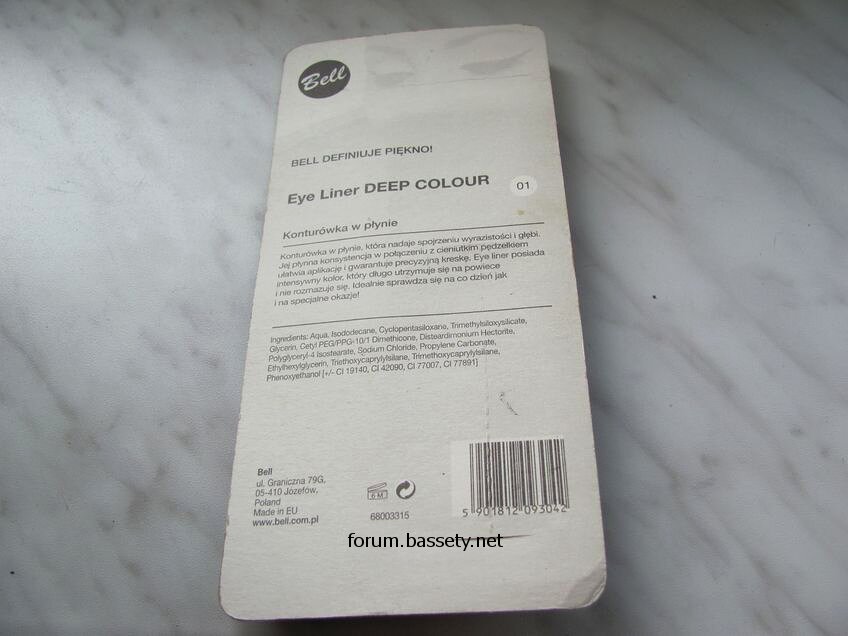 Bell
BELL DEFINIUJE PIĘKNO!
Eye Liner DEEP COLOUR 01
Konturówka w płynie
Konturówka w płynie, która nadaje spojrzeniu wyrazistości i głębi.
Jej płynna konsystencja w połączeniu z cieniutkim pędzelkiem
ułatwia aplikację i gwarantuje precyzyjną kreskę. Eye liner posiada
intensywny kolor, który długo utrzymuje się na powiece
i nie rozmazuje się. Idealnie sprawdza się na co dzień jak
i na specjalne okazje!
Ingredients: Aqua, Isododecane, Cyclopentasiloxane, Trimethylsiloxysilicate,
Glycerin, Cetyl PEG/PPG-10/1 Dimethicone, Disteardimonium Hectorite,
Polyglyceryl-4 Isostearate, Sodium Chloride, Propylene Carbonate,
Ethylhexylglycerin, Triethoxycaprylylsilane, Trimethoxycaprylylsilane,
Phenoxyethanol [+/- CI 19140, CI 42090, CI 77007, CI 77891]
Bell
ul. Graniczna 79G,
05-410 Józefów,
Poland
Made in EU
www.bell.com.pl
6 M
68003315
5 901812 093042
forum.bassety.net